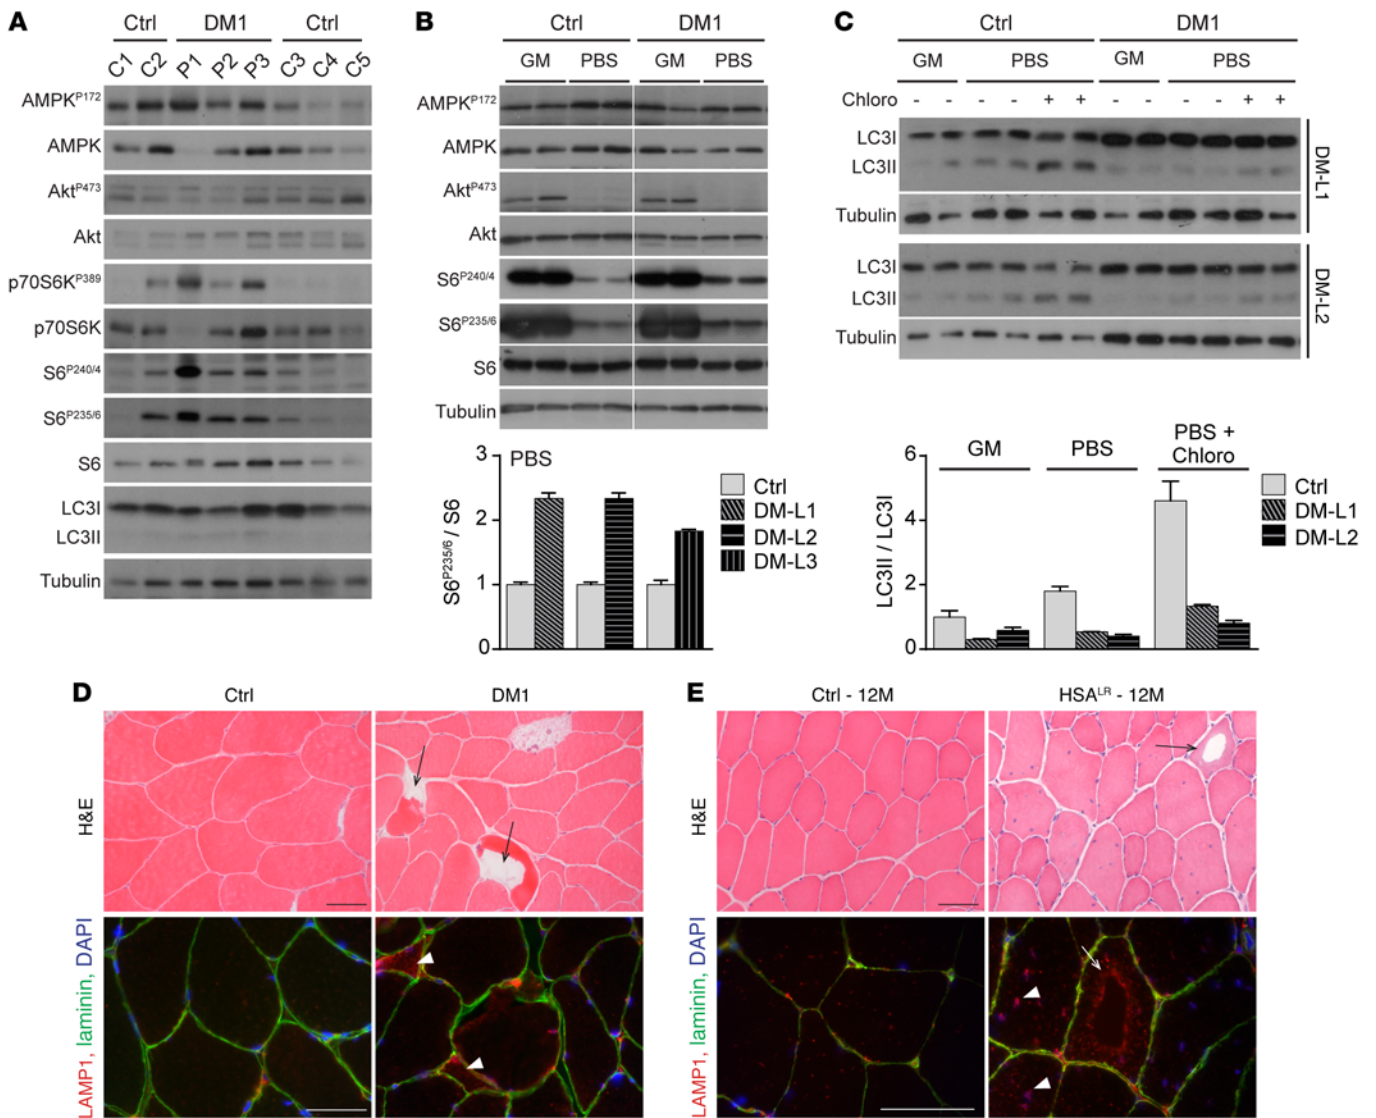 A
Ctrl DM1 Ctrl
C1 C2 P1 P2 P3 C3 C4 C5
AMPKP172
AMPK
AktP473
Akt
p70S6KP389
p70S6K
S6P240/4
S6P235/6
S6
LC3I
LC3II
Tubulin
B
Ctrl DM1
GM PBS GM PBS
AMPKP172
AMPK
AktP473
Akt
S6P240/4
S6P235/6
S6
Tubulin
3
2
1
0
S6P235/6 / S6
PBS
Ctrl
DM-L1
DM-L2
DM-L3
C
Ctrl DM1
GM PBS GM PBS
Chloro - - - - + + - - - - + +
LC3I
LC3II
Tubulin
DM-L1
LC3I
LC3II
Tubulin
DM-L2
6
4
2
0
LC3II / LC3I
GM PBS PBS +
Chloro
Ctrl
DM-L1
DM-L2
D
Ctrl DM1
H&E
LAMP1, laminin, DAPI
E
Ctrl - 12M HSALR - 12M
H&E
LAMP1, laminin, DAPI